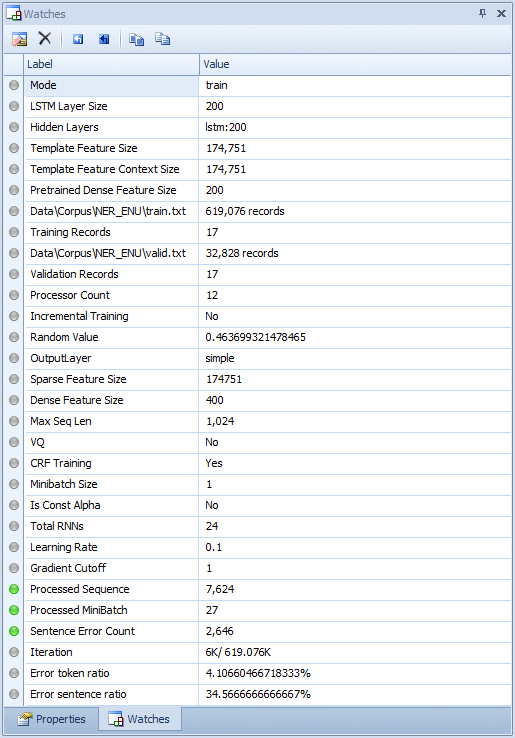 Watches
Label Value
Mode train
LSTM Layer Size 200
Hidden Layers lstm:200
Template Feature Size 174,751
Template Feature Context Size 174,751
Pretrained Dense Feature Size 200
Data\Corpus\NER_ENU\train.txt 619,076 records
Training Records 17
Data\Corpus\NER_ENU\valid.txt 32,828 records
Validation Records 17
Processor Count 12
Incremental Training No
Random Value 0.463699321478465
OutputLayer simple
Sparse Feature Size 174751
Dense Feature Size 400
Max Seq Len 1,024
VQ No
CRF Training Yes
Minibatch Size 1
Is Const Alpha No
Total RNNs 24
Learning Rate 0.1
Gradient Cutoff 1
Processed Sequence 7,624
Processed MiniBatch 27
Sentence Error Count 2,646
Iteration 6K/ 619.076K
Error token ratio 4.10660466718333%
Error sentence ratio 34.5666666666667%
Properties Watches